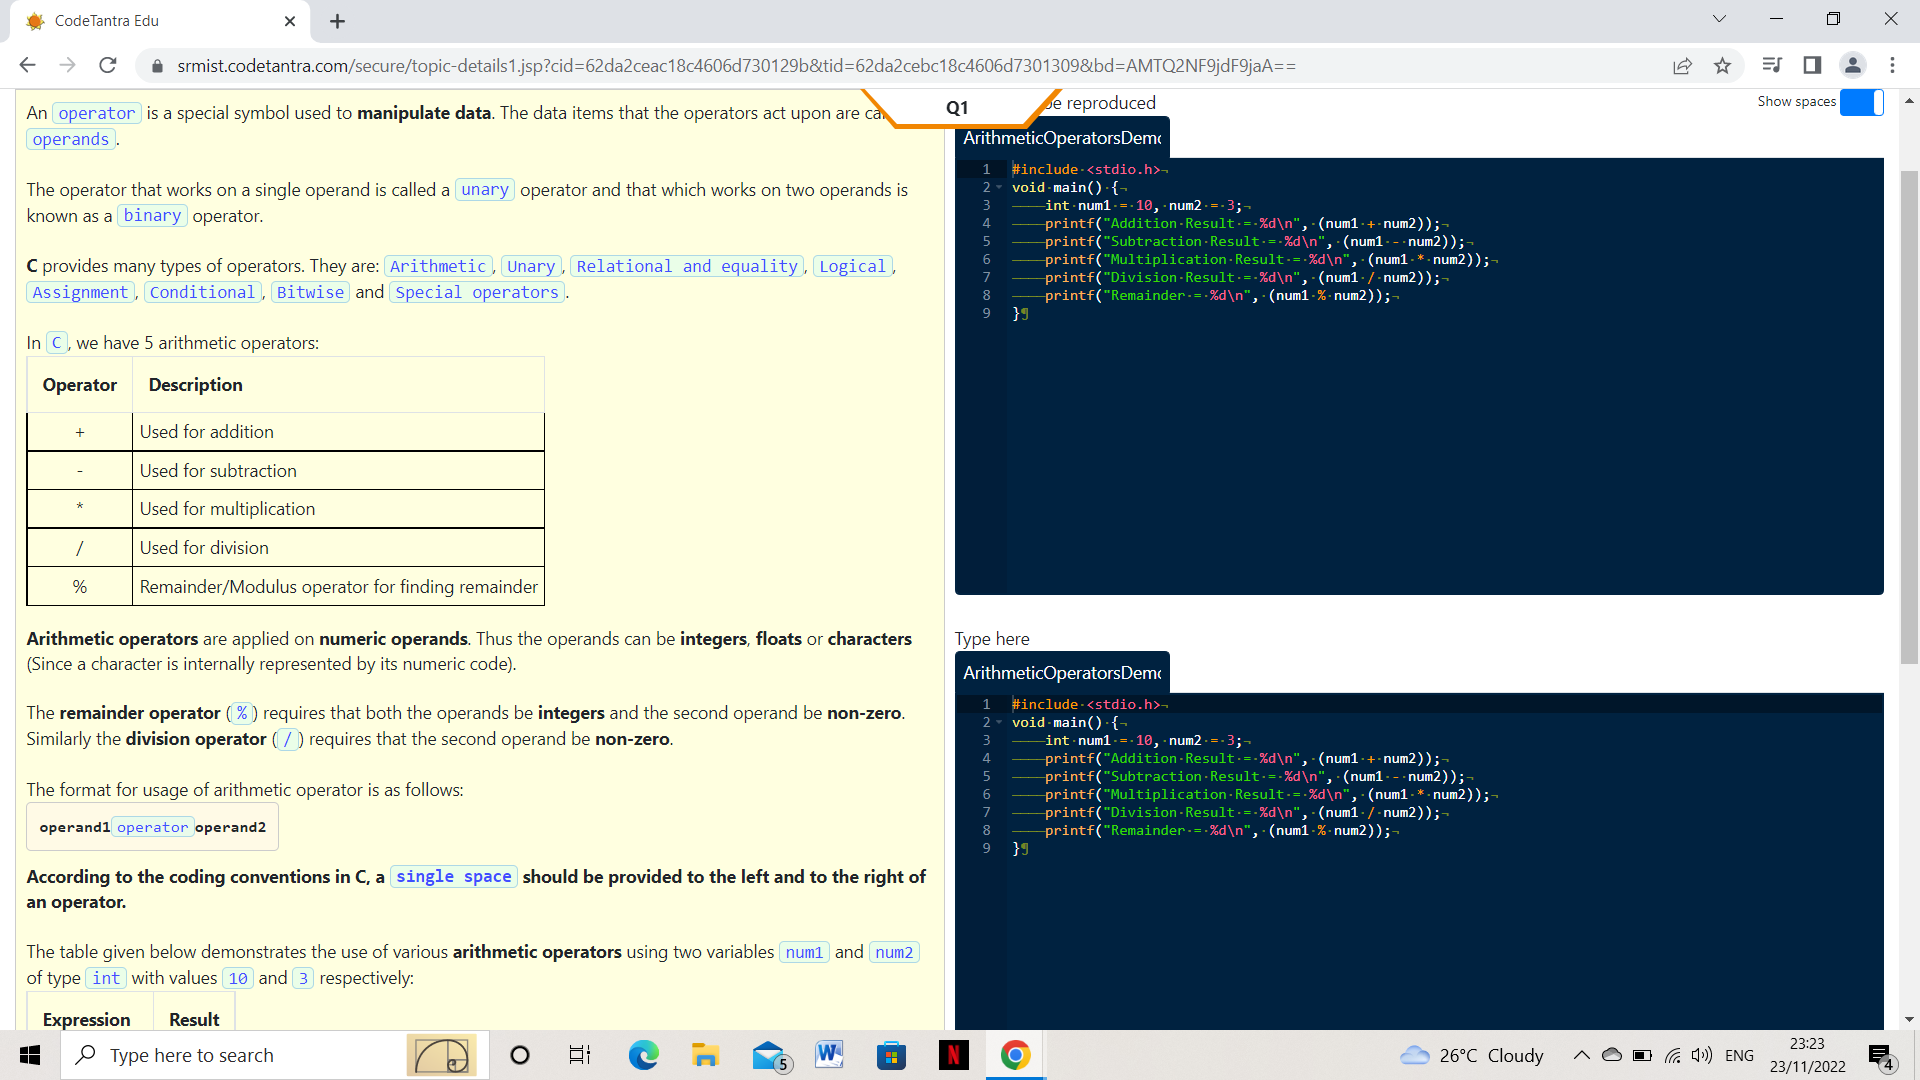 CodeTantra Edu
srmist.codetantra.com/secure/topic-details1.jsp?cid=62da2ceac18c4606d730129b&tid=62da2cebc18c4606d7301309&bd=AMTQ2NF9jdF9jaA==
An operator is a special symbol used to manipulate data. The data items that the operators act upon are
operands.
The operator that works on a single operand is called a unary operator and that which works on two operands is
known as a binary operator.
C provides many types of operators. They are: Arithmetic, Unary, Relational and equality, Logical,
Assignment, Conditional, Bitwise and Special operators.
In C, we have 5 arithmetic operators:
Operator Description
+ Used for addition
- Used for subtraction
* Used for multiplication
/ Used for division
% Remainder/Modulus operator for finding remainder
Arithmetic operators are applied on numeric operands. Thus the operands can be integers, floats or characters
(Since a character is internally represented by its numeric code).
The remainder operator (%) requires that both the operands be integers and the second operand be non-zero.
Similarly the division operator (/) requires that the second operand be non-zero.
The format for usage of arithmetic operator is as follows:
operand1 operator operand2
According to the coding conventions in C, a single space should be provided to the left and to the right of
an operator.
The table given below demonstrates the use of various arithmetic operators using two variables num1 and num2
of type int with values 10 and 3 respectively:
Expression Result
Q1
be reproduced
Show spaces
ArithmeticOperatorsDemo
1 #include <stdio.h>
2 void main() {
3 int num1 = 10, num2 = 3;
4 printf("Addition Result = %d\n", (num1 + num2));
5 printf("Subtraction Result = %d\n", (num1 - num2));
6 printf("Multiplication Result = %d\n", (num1 * num2));
7 printf("Division Result = %d\n", (num1 / num2));
8 printf("Remainder = %d\n", (num1 % num2));
9 }
Type here
ArithmeticOperatorsDemo
1 #include <stdio.h>
2 void main() {
3 int num1 = 10, num2 = 3;
4 printf("Addition Result = %d\n", (num1 + num2));
5 printf("Subtraction Result = %d\n", (num1 - num2));
6 printf("Multiplication Result = %d\n", (num1 * num2));
7 printf("Division Result = %d\n", (num1 / num2));
8 printf("Remainder = %d\n", (num1 % num2));
9 }
Type here to search
5
W
N
26°C Cloudy
ENG
23:23
23/11/2022
4